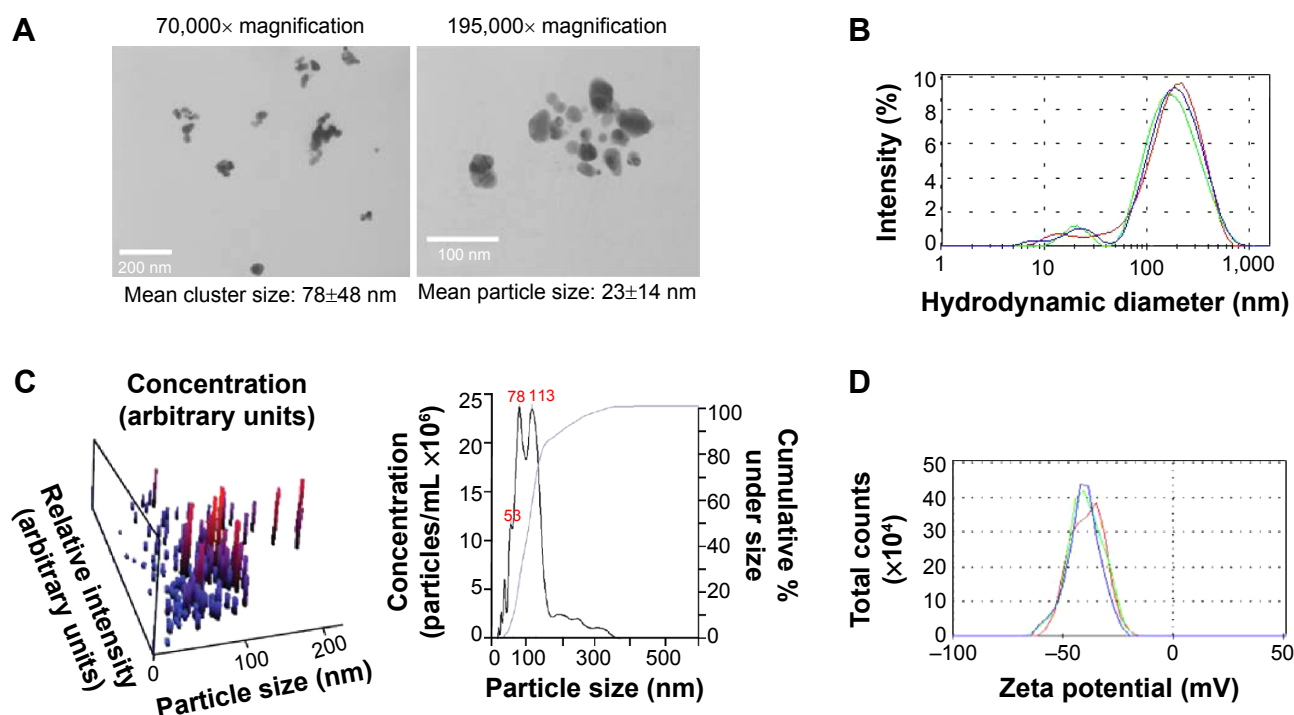 A
70,000× magnification
195,000× magnification
200 nm
100 nm
Mean cluster size: 78±48 nm
Mean particle size: 23±14 nm
B
Intensity (%)
10
8
6
4
2
0
1
10
100
1,000
Hydrodynamic diameter (nm)
C
Concentration
(arbitrary units)
Relative intensity
(arbitrary units)
0
100
200
Particle size (nm)
Concentration
(particles/mL ×10⁶)
25
20
15
10
5
0
78
113
53
100
80
60
40
20
0
Cumulative %
under size
0
100
300
500
Particle size (nm)
D
Total counts
(×10⁴)
50
40
30
20
10
0
−100
−50
0
50
Zeta potential (mV)